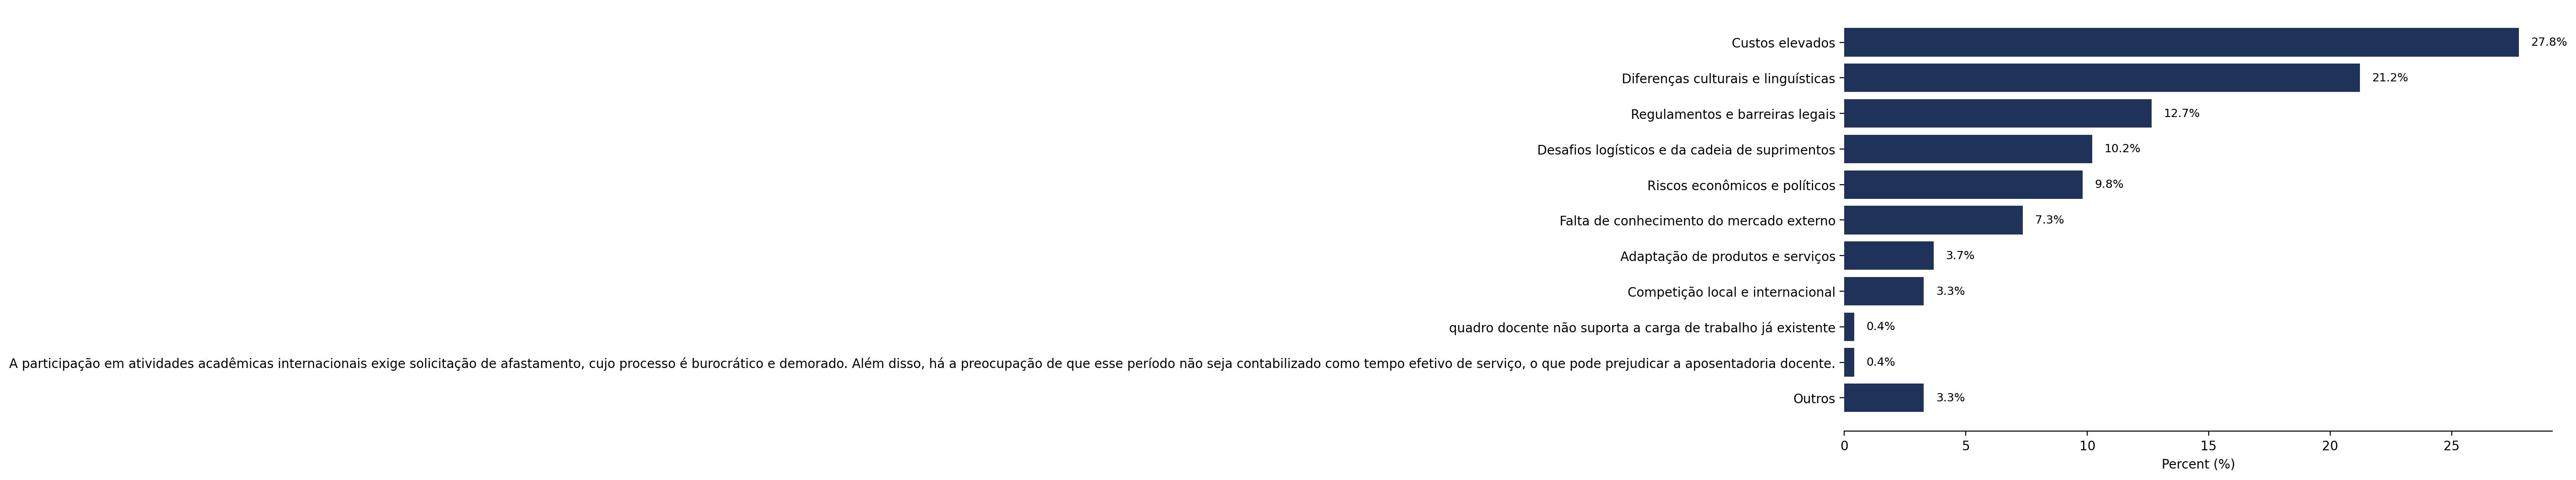 Custos elevados 27.8%
Diferenças culturais e linguísticas 21.2%
Regulamentos e barreiras legais 12.7%
Desafios logísticos e da cadeia de suprimentos 10.2%
Riscos econômicos e políticos 9.8%
Falta de conhecimento do mercado externo 7.3%
Adaptação de produtos e serviços 3.7%
Competição local e internacional 3.3%
quadro docente não suporta a carga de trabalho já existente 0.4%
A participação em atividades acadêmicas internacionais exige solicitação de afastamento, cujo processo é burocrático e demorado. Além disso, há a preocupação de que esse período não seja contabilizado como tempo efetivo de serviço, o que pode prejudicar a aposentadoria docente. 0.4%
Outros 3.3%
0 5 10 15 20 25
Percent (%)